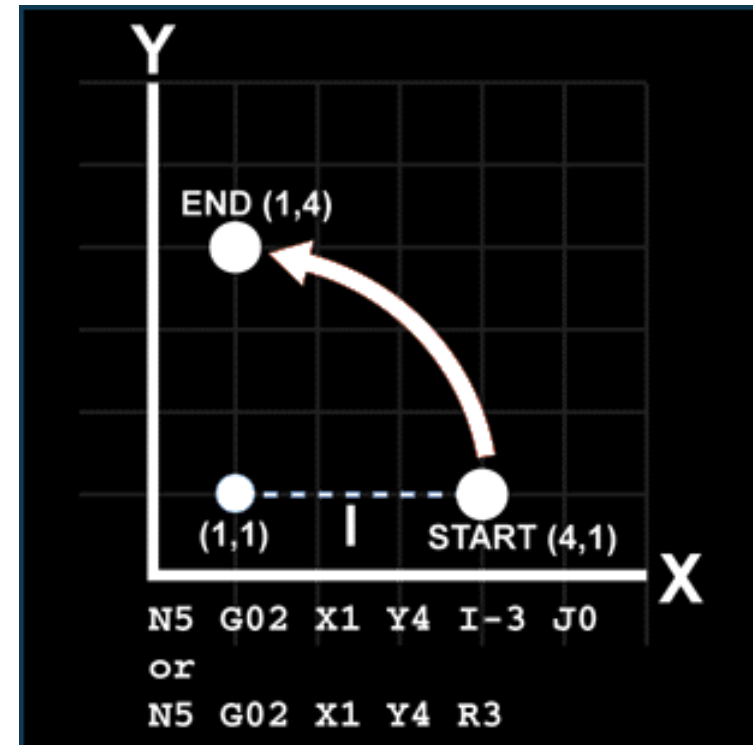 Y
END (1,4)
(1,1)
I
START (4,1)
X
N5 G02 X1 Y4 I-3 J0
or
N5 G02 X1 Y4 R3